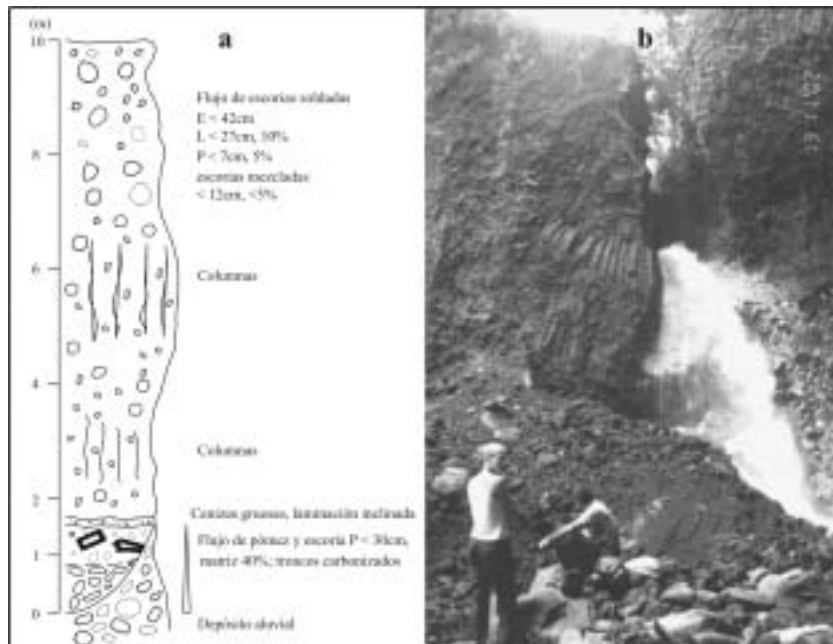 (m)
a
b
10
8
6
4
2
1
0
Flujo de escorias soldadas
E < 42cm
L < 27cm, 10%
P < 7cm, 5%
escorias mezcladas
< 12cm, <5%
Columnas
Columnas
Cenizas gruesas, laminación inclinada
Flujo de pómez y escoria P < 30cm,
matriz 40%; troncos carbonizados
Depósito aluvial